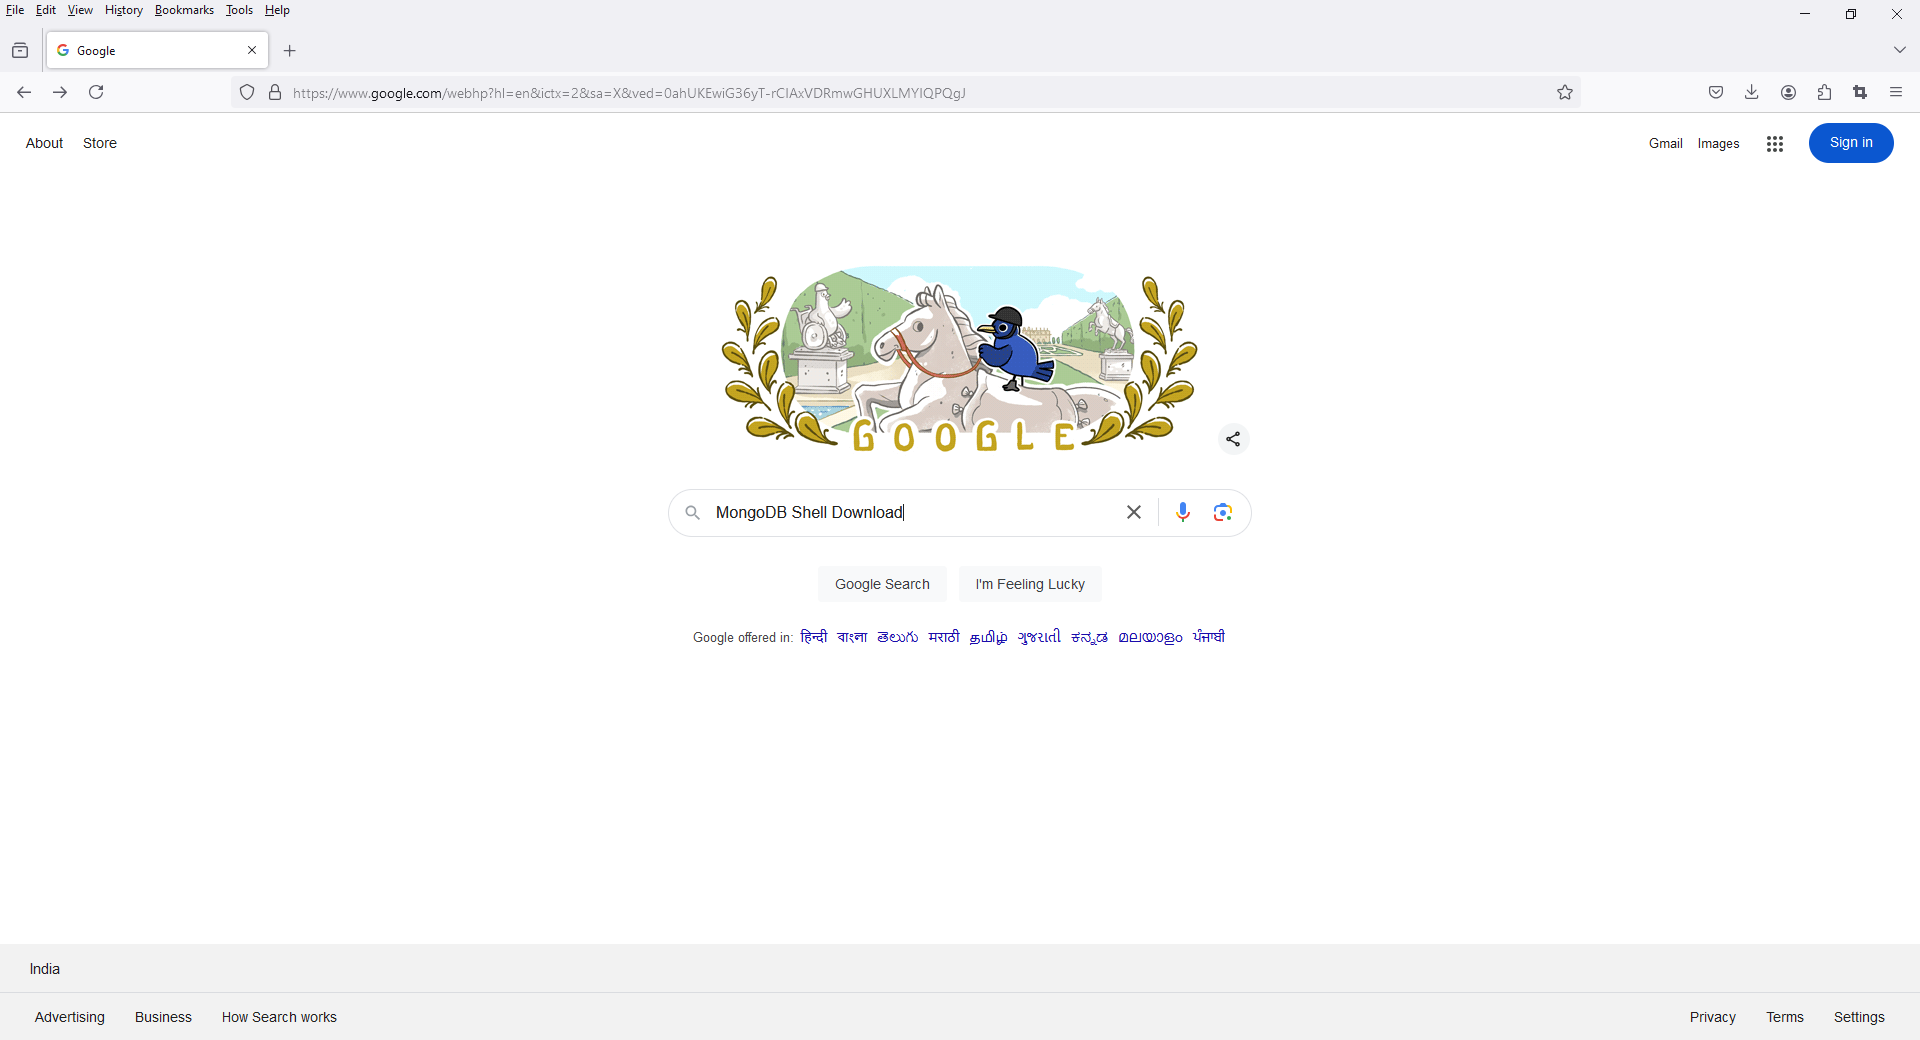 File Edit View History Bookmarks Tools Help
Google
https://www.google.com/webhp?hl=en&ictx=2&sa=X&ved=0ahUKEwiG36yT-rCIAxVDRmwGHUXLMYIQPQgJ
About Store Gmail Images Sign in
GOOGLE
MongoDB Shell Download
Google Search I'm Feeling Lucky
Google offered in: हिन्दी বাংলা తెలుగు मराठी தமிழ் ગુજરાતી ಕನ್ನಡ മലയാളം ਪੰਜਾਬੀ
India
Advertising Business How Search works Privacy Terms Settings